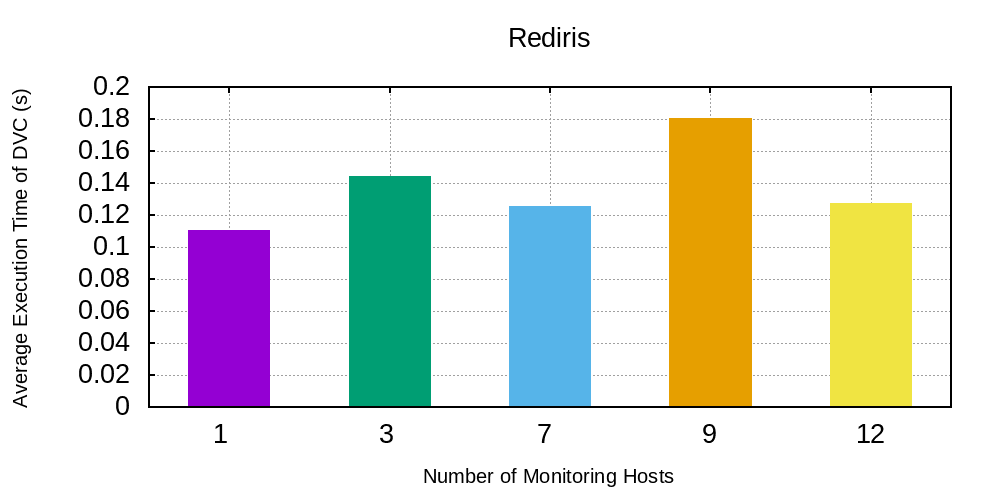 Rediris
Average Execution Time of DVC (s)
0.2
0.18
0.16
0.14
0.12
0.1
0.08
0.06
0.04
0.02
0
1 3 7 9 12
Number of Monitoring Hosts